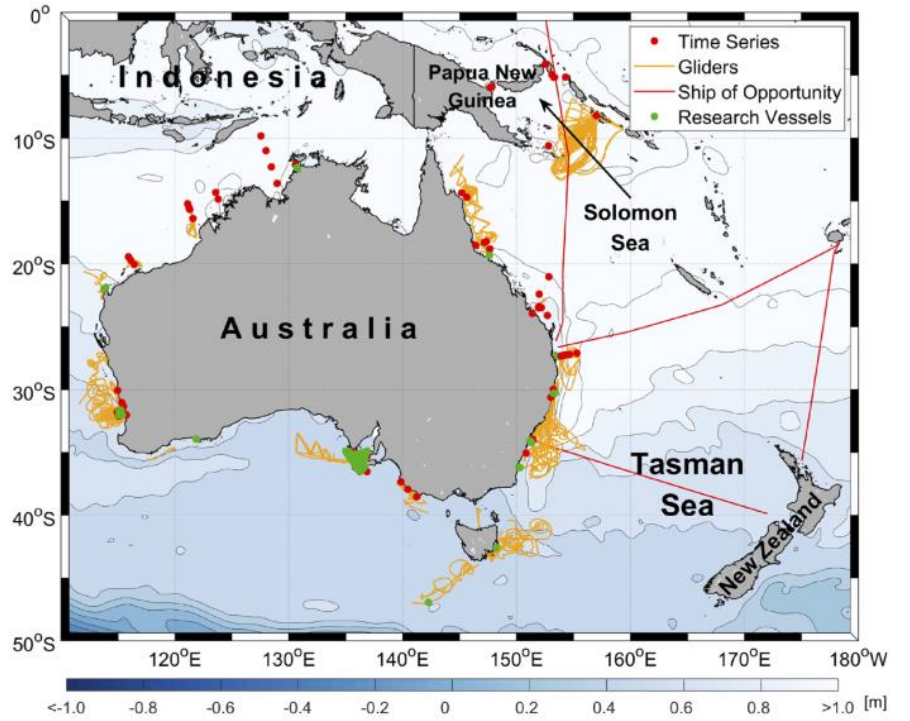 0°
10°S
20°S
30°S
40°S
50°S
Indonesia
Papua New
Guinea
Time Series
Gliders
Ship of Opportunity
Research Vessels
Solomon
Sea
Australia
Tasman
Sea
New Zealand
120°E
130°E
140°E
150°E
160°E
170°E
180°W
<-1.0
-0.8
-0.6
-0.4
-0.2
0
0.2
0.4
0.6
0.8
>1.0
[m]